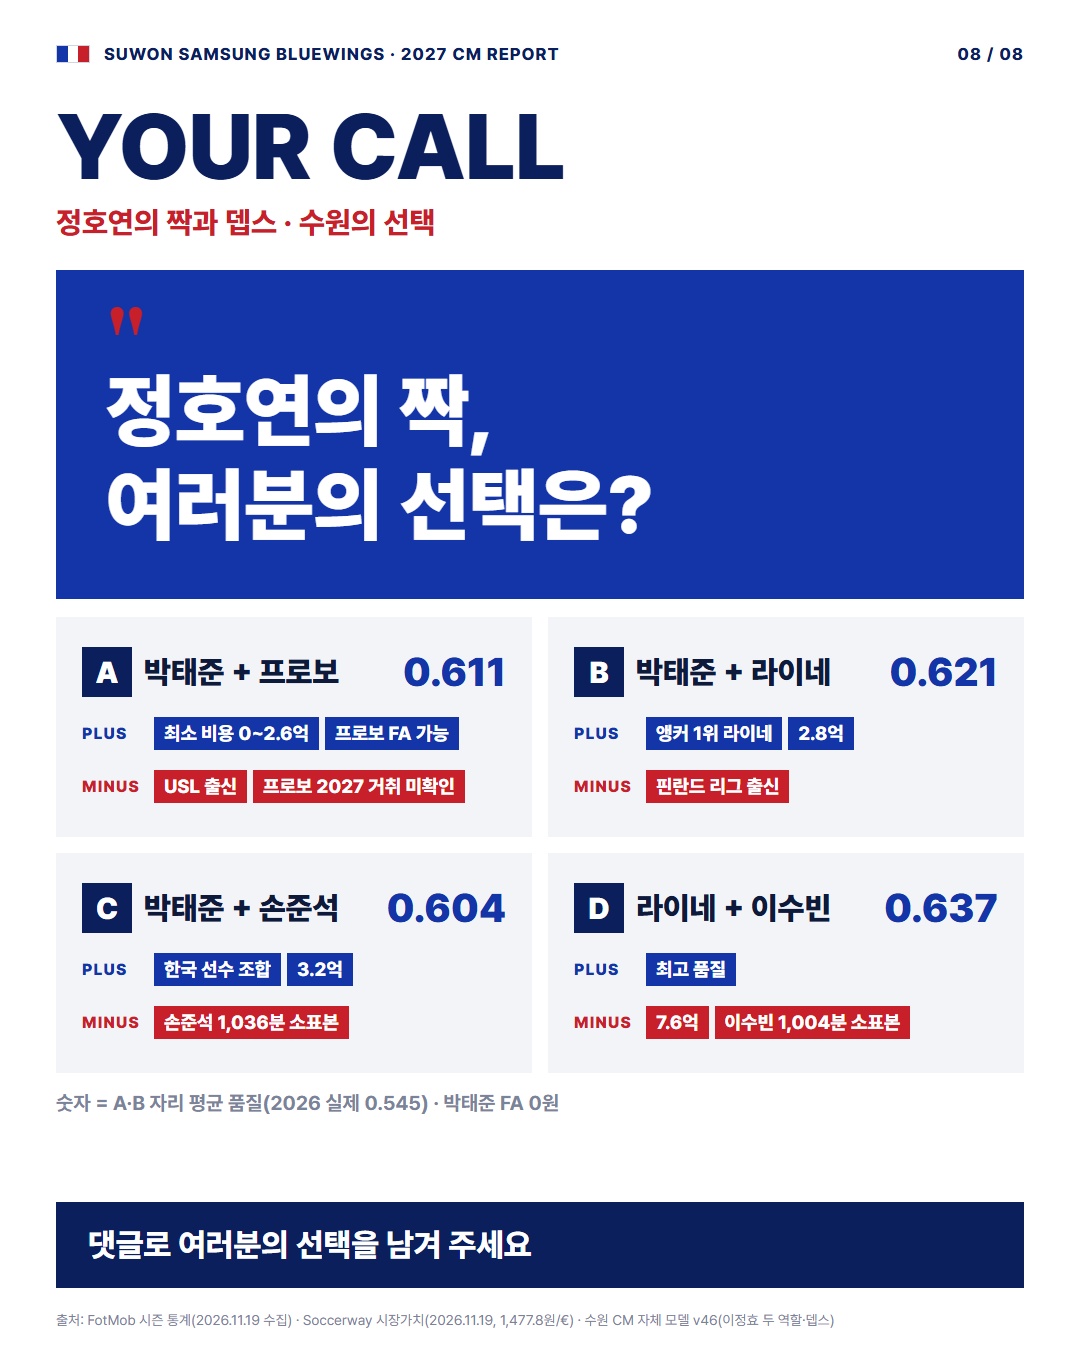 SUWON SAMSUNG BLUEWINGS · 2027 CM REPORT
08 / 08
YOUR CALL
정호연의 짝과 뎁스 · 수원의 선택
"
정호연의 짝,
여러분의 선택은?
A 박태준 + 프로보 0.611
PLUS 최소 비용 0~2.6억 프로보 FA 가능
MINUS USL 출신 프로보 2027 거취 미확인
B 박태준 + 라이네 0.621
PLUS 앵커 1위 라이네 2.8억
MINUS 핀란드 리그 출신
C 박태준 + 손준석 0.604
PLUS 한국 선수 조합 3.2억
MINUS 손준석 1,036분 소표본
D 라이네 + 이수빈 0.637
PLUS 최고 품질
MINUS 7.6억 이수빈 1,004분 소표본
숫자 = A·B 자리 평균 품질(2026 실제 0.545) · 박태준 FA 0원
댓글로 여러분의 선택을 남겨 주세요
출처: FotMob 시즌 통계(2026.11.19 수집) · Soccerway 시장가치(2026.11.19, 1,477.8원/€) · 수원 CM 자체 모델 v46(이정효 두 역할·뎁스)